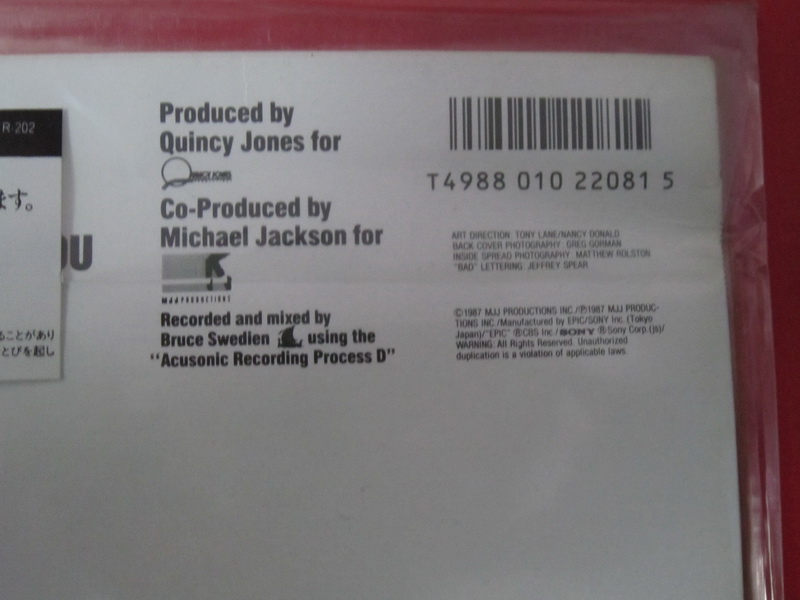 R-202
ます。
OU
ることがあり
とびを起し
Produced by
Quincy Jones for
QUINCY JONES
Co-Produced by
Michael Jackson for
MJJ PRODUCTIONS
Recorded and mixed by
Bruce Swedien using the
“Acusonic Recording Process D”
T4988 010 22081 5
ART DIRECTION: TONY LANE/NANCY DONALD
BACK COVER PHOTOGRAPHY: GREG GORMAN
INSIDE SPREAD PHOTOGRAPHY: MATTHEW ROLSTON
"BAD" LETTERING: JEFFREY SPEAR
©1987 MJJ PRODUCTIONS INC./℗1987 MJJ PRODUC-
TIONS INC./Manufactured by EPIC/SONY Inc. (Tokyo
Japan)/"EPIC" ®CBS Inc./SONY ®Sony Corp.(js)/
WARNING: All Rights Reserved. Unauthorized
duplication is a violation of applicable laws.